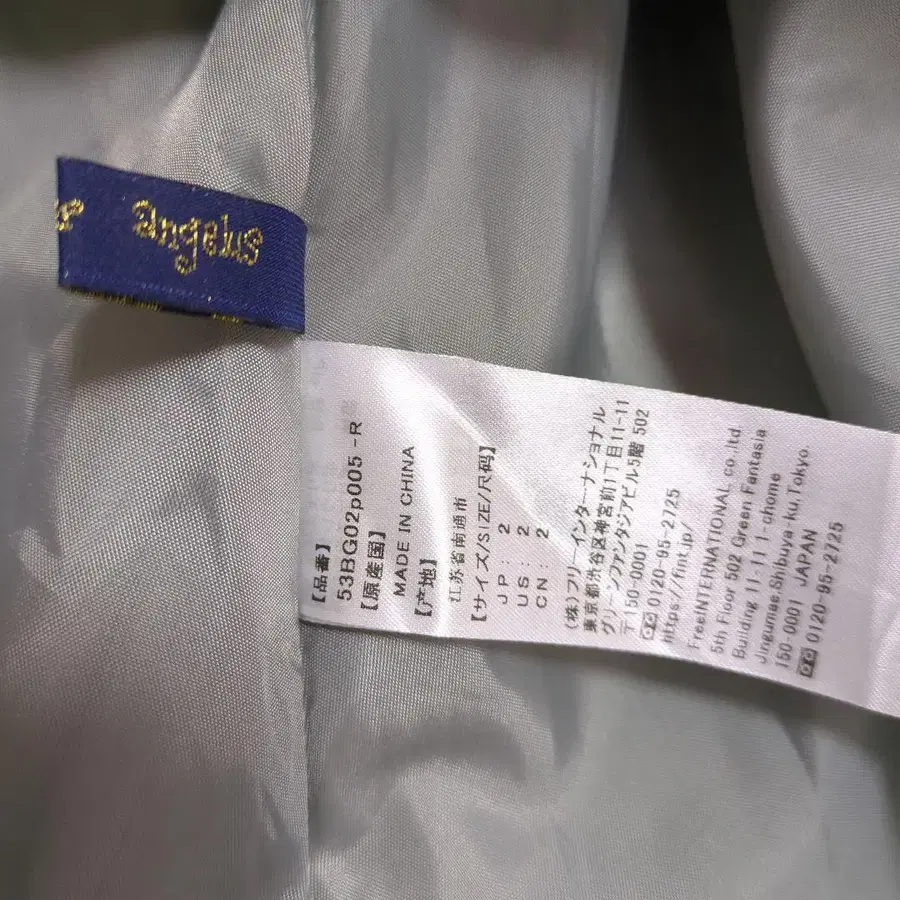 angelus
【品番】
53BG02p005-R
【原産国】
MADE IN CHINA
【产地】
江苏省南通市
【サイズ/SIZE/尺码】
JP: 2
US: 2
CN: 2
(株)フリーインターナショナル
東京都渋谷区神宮前1丁目11-11
グリーンファンタジアビル5階 502
〒150-0001
0120-95-2725
https://fint.jp/
FreeINTERNATIONAL,co.,ltd
5th Floor 502 Green Fantasia
Building 11-11 1-chome
Jingumae,Shibuya-ku,Tokyo.
150-0001 JAPAN
0120-95-2725